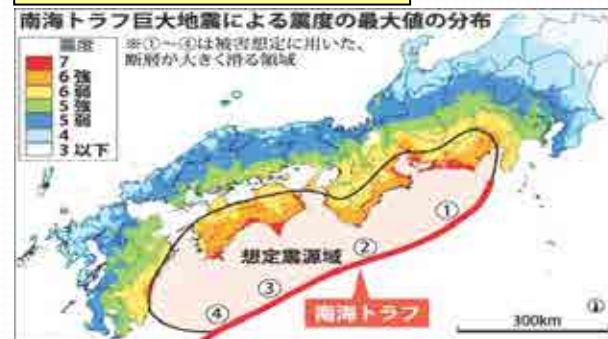 南海トラフ巨大地震による震度の最大値の分布
震度
7
6強
6弱
5強
5弱
4
3以下
※①〜④は被害想定に用いた、
断層が大きく滑る領域
①
②
想定震源域
③
④
南海トラフ
300km